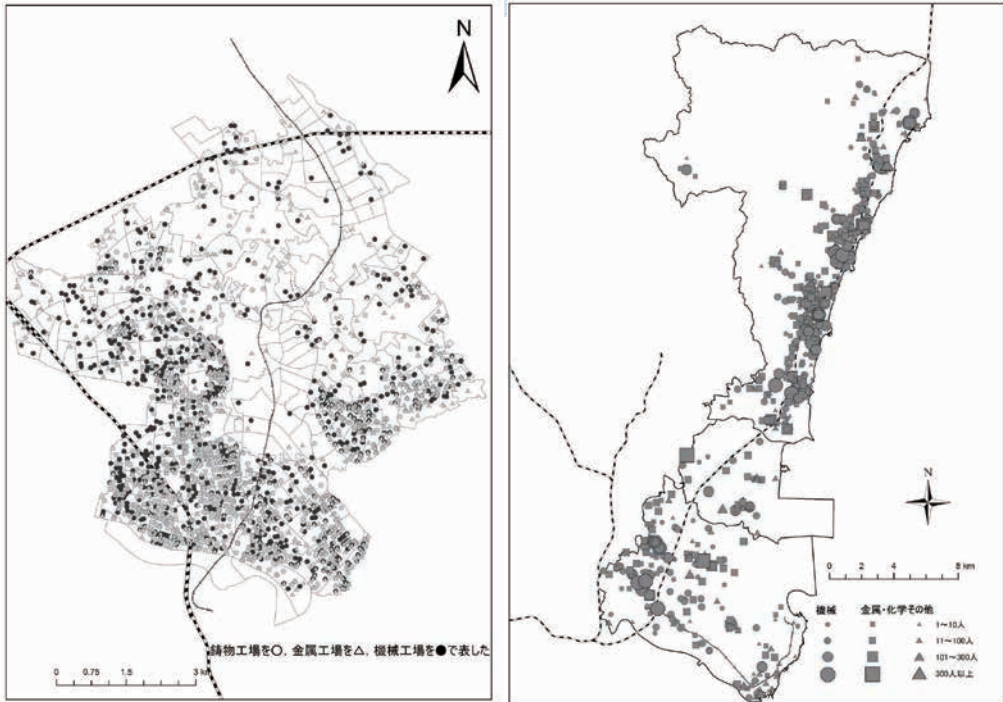 N
鋳物工場を○, 金属工場を△, 機械工場を●で表した
0 0.75 1.5 3 km
N
0 2 4 8 km
機械 金属・化学 その他
1~10人
11~100人
101~300人
300人以上